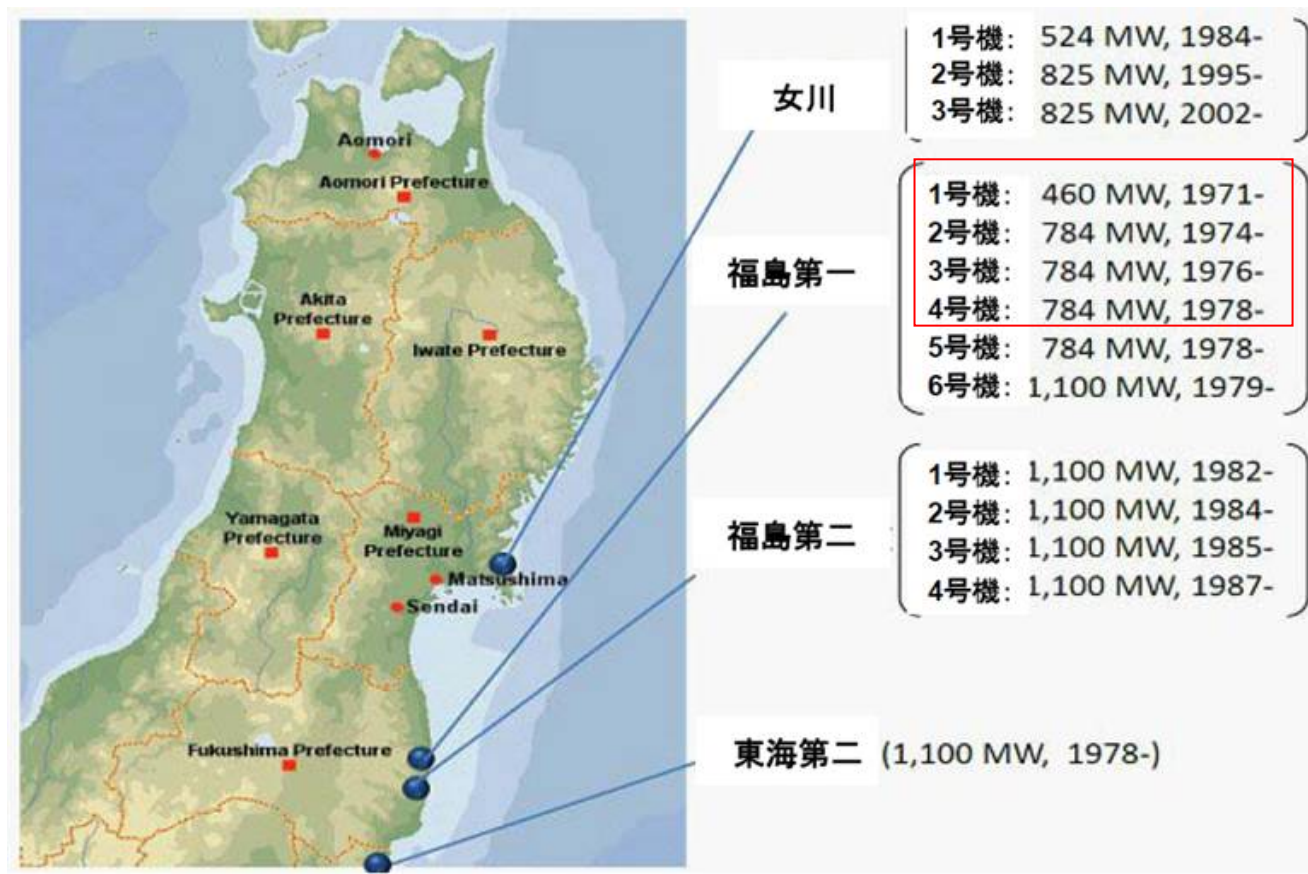 Aomori
Aomori Prefecture
Akita
Prefecture
Iwate Prefecture
Yamagata
Prefecture
Miyagi
Prefecture
Matsushima
Sendai
Fukushima Prefecture
女川
1号機: 524 MW, 1984-
2号機: 825 MW, 1995-
3号機: 825 MW, 2002-
福島第一
1号機: 460 MW, 1971-
2号機: 784 MW, 1974-
3号機: 784 MW, 1976-
4号機: 784 MW, 1978-
5号機: 784 MW, 1978-
6号機: 1,100 MW, 1979-
福島第二
1号機: 1,100 MW, 1982-
2号機: 1,100 MW, 1984-
3号機: 1,100 MW, 1985-
4号機: 1,100 MW, 1987-
東海第二 (1,100 MW, 1978-)